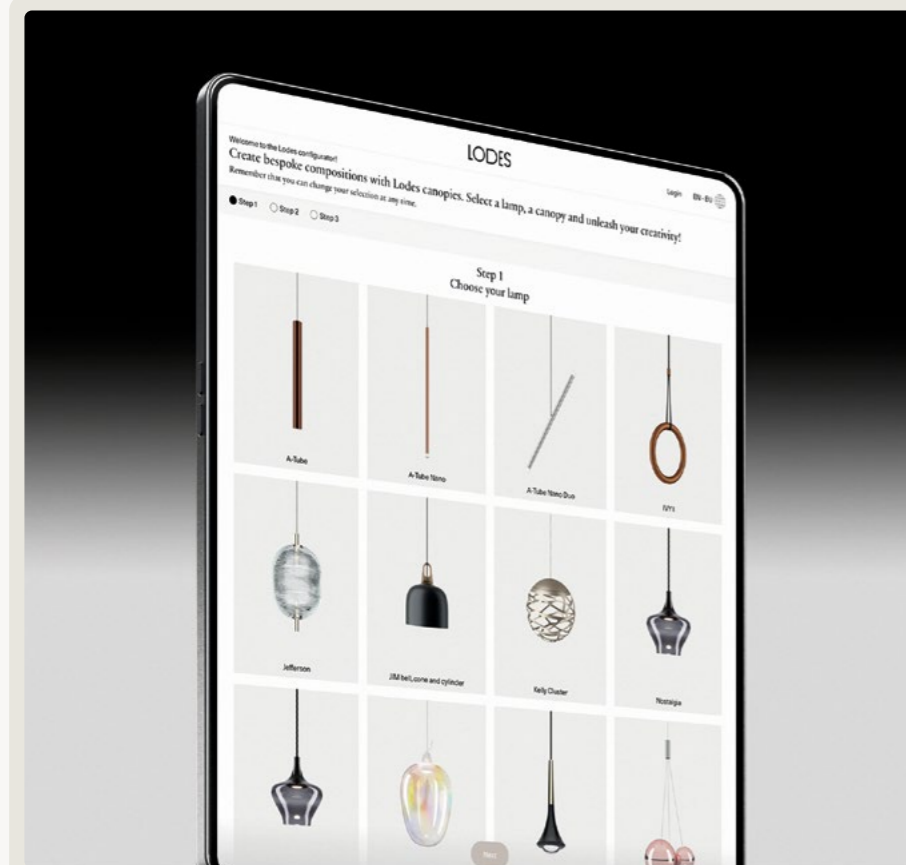 LODES
Login EN - EU
Welcome to the Lodes configurator!
Create bespoke compositions with Lodes canopies. Select a lamp, a canopy and unleash your creativity!
Remember that you can change your selection at any time.
Step 1 Step 2 Step 3
Step 1
Choose your lamp
A-Tube
A-Tube Nano
A-Tube Nano Duo
IVY I
Jefferson
JIM bell, cone and cylinder
Kelly Cluster
Nostalgia
Next